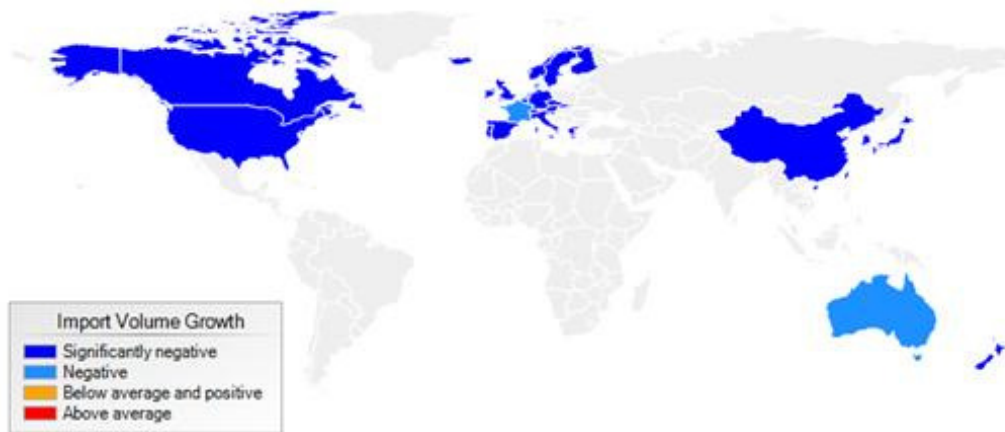 Import Volume Growth
Significantly negative
Negative
Below average and positive
Above average